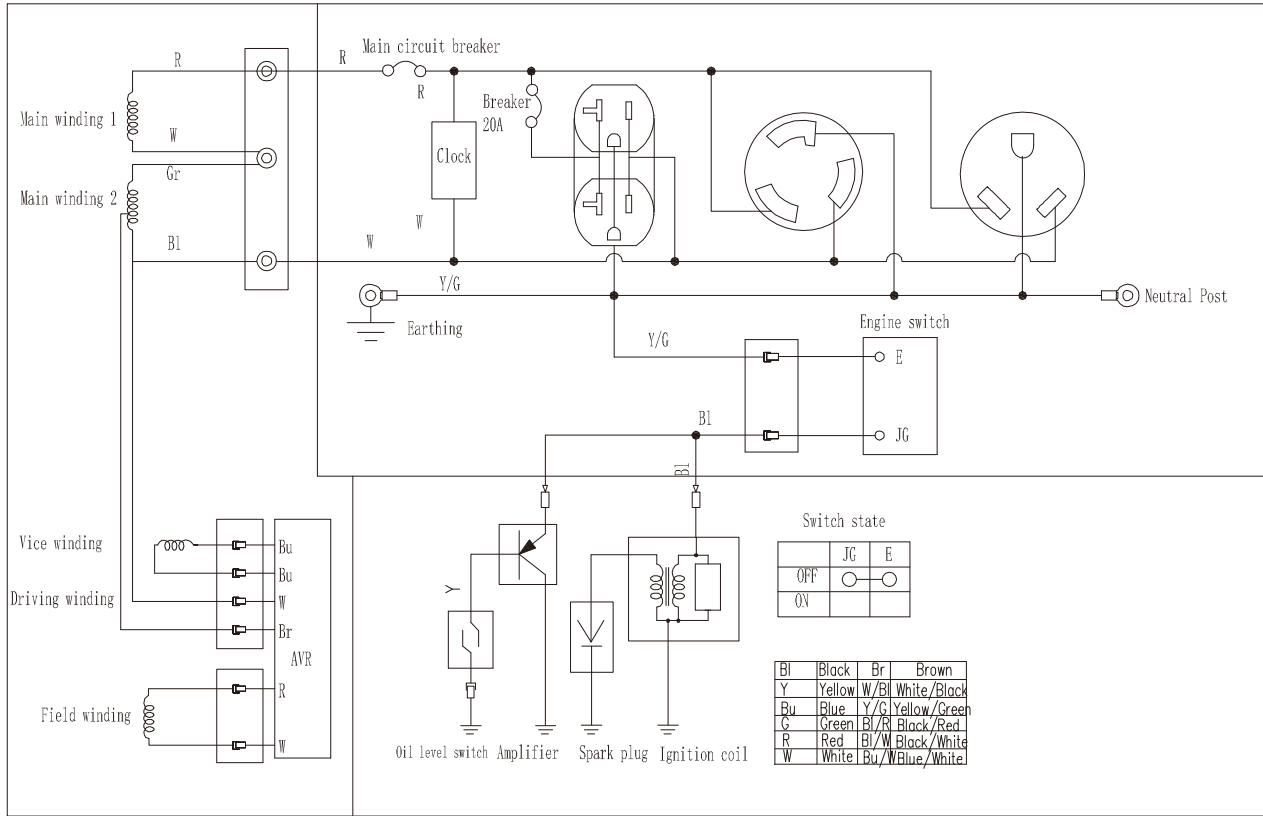 R
R
Main circuit breaker
R
Main winding 1
W
Gr
Main winding 2
Bl
Breaker
20A
Clock
W
W
Y/G
Earthing
Neutral Post
Engine switch
Y/G
E
JG
Bl
Bl
Vice winding
Driving winding
Field winding
Bu
Bu
W
Br
AVR
R
W
Y
Oil level switch
Amplifier
Spark plug
Ignition coil
Switch state
JG E
OFF
ON
Bl Black Br Brown
Y Yellow W/Bl White/Black
Bu Blue Y/G Yellow/Green
G Green Bl/R Black/Red
R Red Bl/W Black/White
W White Bu/W Blue/White